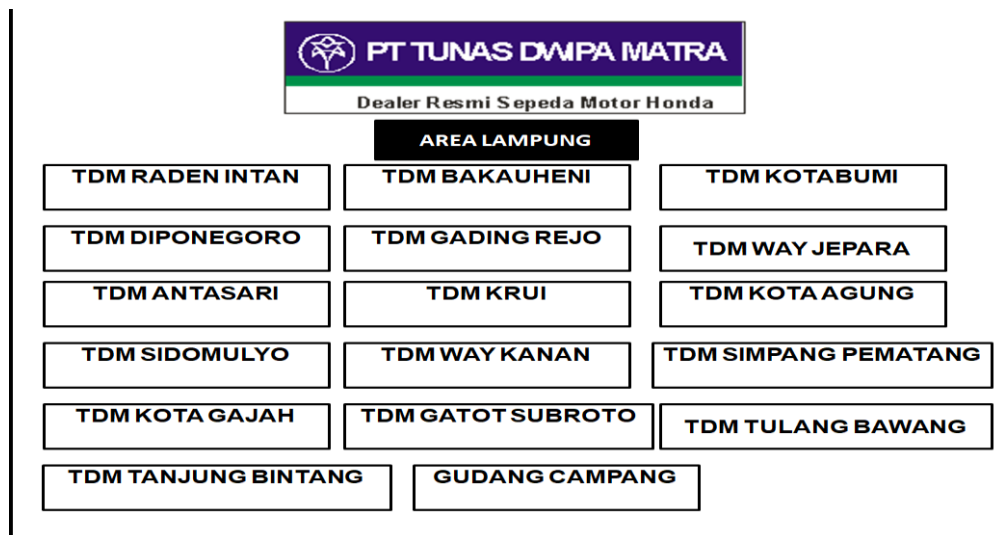 PT TUNAS DWIPA MATRA
Dealer Resmi Sepeda Motor Honda
AREA LAMPUNG
TDM RADEN INTAN
TDM BAKAUHENI
TDM KOTABUMI
TDM DIPONEGORO
TDM GADING REJO
TDM WAY JEPARA
TDM ANTASARI
TDM KRUI
TDM KOTA AGUNG
TDM SIDOMULYO
TDM WAY KANAN
TDM SIMPANG PEMATANG
TDM KOTA GAJAH
TDM GATOT SUBROTO
TDM TULANG BAWANG
TDM TANJUNG BINTANG
GUDANG CAMPANG